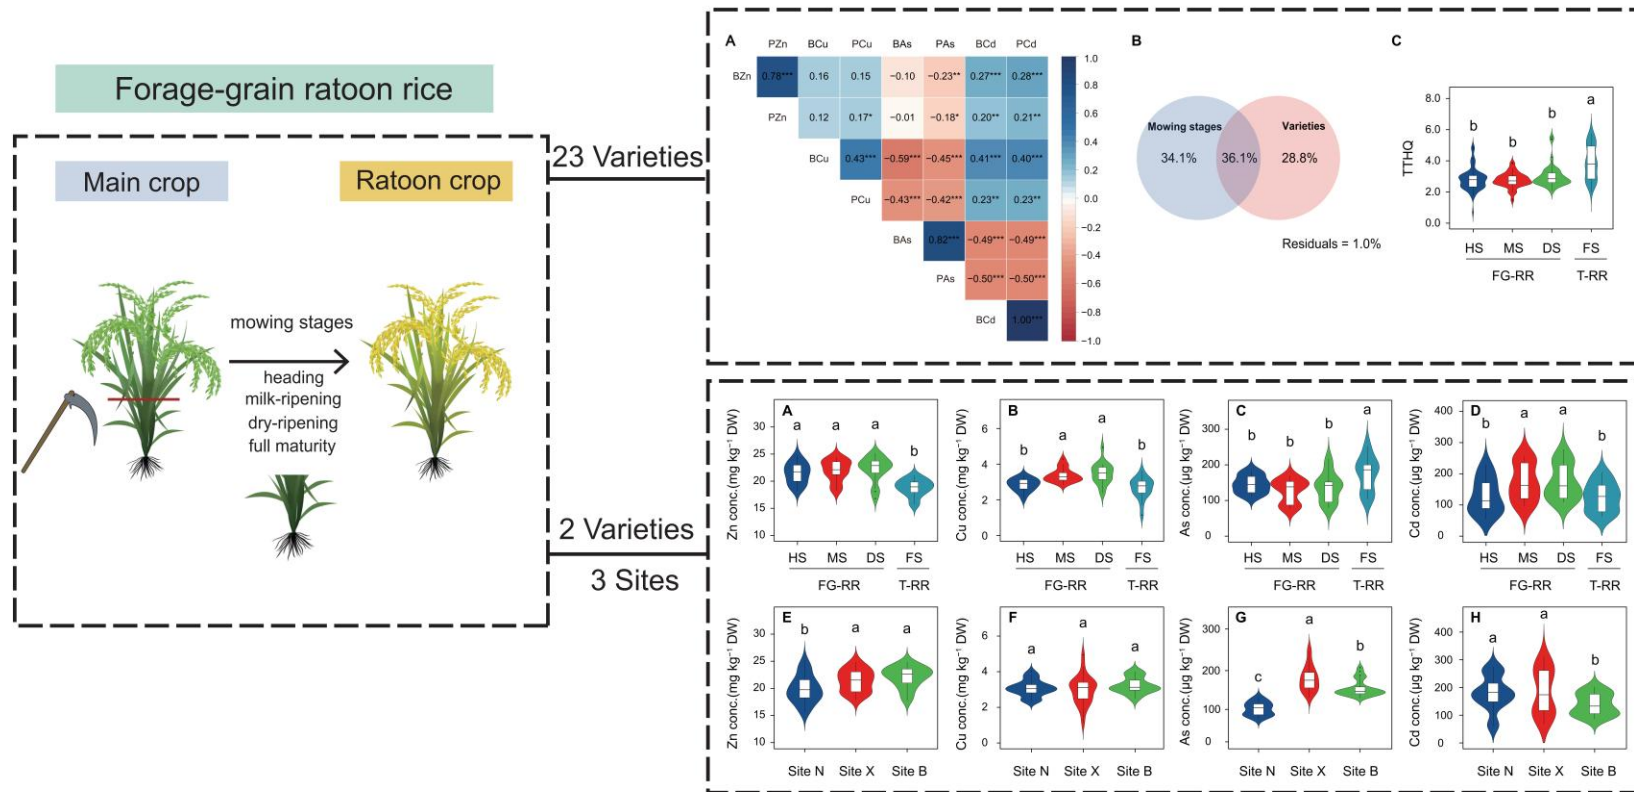 Forage-grain ratoon rice
Main crop
Ratoon crop
mowing stages
heading
milk-ripening
dry-ripening
full maturity
23 Varieties
2 Varieties
3 Sites
A
PZn BCu PCu BAs PAs BCd PCd
BZn 0.78*** 0.16 0.15 −0.10 −0.23** 0.27*** 0.28***
PZn 0.12 0.17* −0.01 −0.18* 0.20** 0.21**
BCu 0.43*** −0.59*** −0.45*** 0.41*** 0.40***
PCu −0.43*** −0.42*** 0.23** 0.23**
BAs 0.82*** −0.49*** −0.49***
PAs −0.50*** −0.50***
BCd 1.00***
1.0
0.8
0.6
0.4
0.2
0
−0.2
−0.4
−0.6
−0.8
−1.0
B
Mowing stages Varieties
34.1% 36.1% 28.8%
Residuals = 1.0%
C
TTHQ
8.0
6.0
4.0
2.0
0.0
b b b a
HS MS DS FS
FG-RR T-RR
A
Zn conc.(mg kg⁻¹ DW)
30
25
20
15
10
a a a b
HS MS DS FS
FG-RR T-RR
B
Cu conc.(mg kg⁻¹ DW)
6
4
2
0
b a a b
HS MS DS FS
FG-RR T-RR
C
As conc.(µg kg⁻¹ DW)
300
200
100
0
b b b a
HS MS DS FS
FG-RR T-RR
D
Cd conc.(µg kg⁻¹ DW)
400
300
200
100
0
b a a b
HS MS DS FS
FG-RR T-RR
E
Zn conc.(mg kg⁻¹ DW)
30
25
20
15
10
b a a
Site N Site X Site B
F
Cu conc.(mg kg⁻¹ DW)
6
4
2
0
a a a
Site N Site X Site B
G
As conc.(µg kg⁻¹ DW)
300
200
100
0
c a b
Site N Site X Site B
H
Cd conc.(µg kg⁻¹ DW)
400
300
200
100
0
a a b
Site N Site X Site B